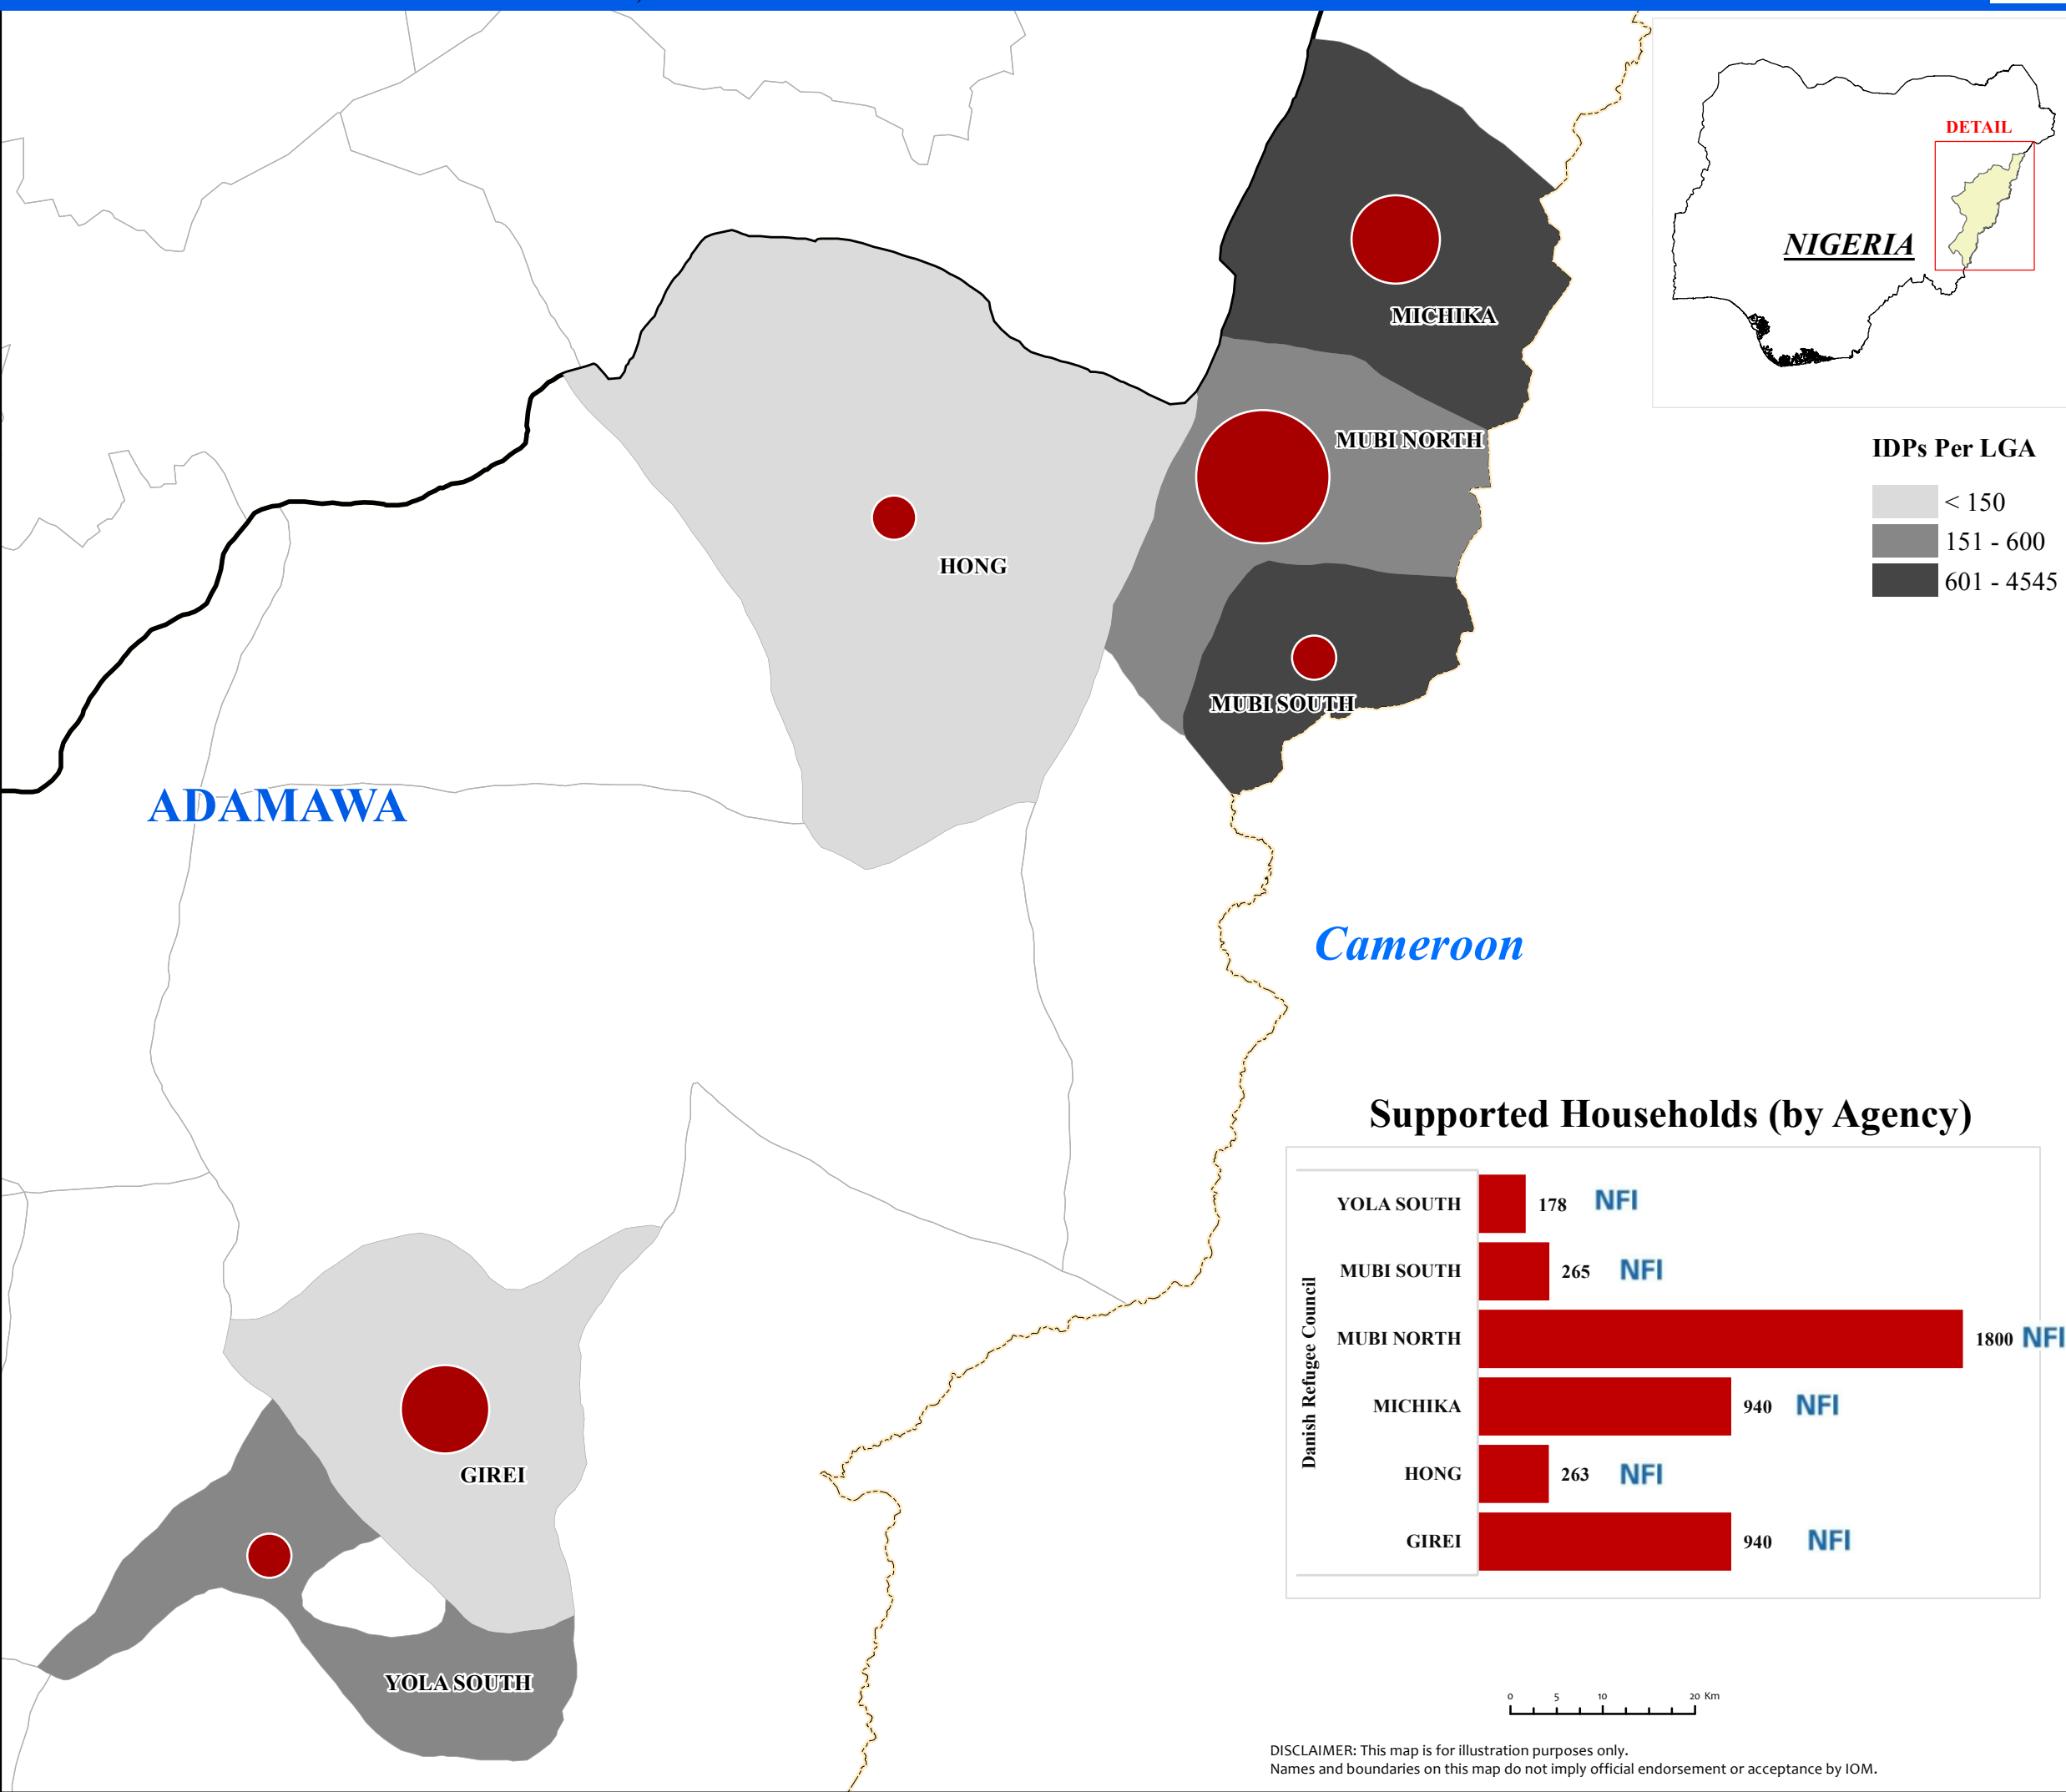 DETAIL
NIGERIA
MICHIKA
MUBI NORTH
HONG
MUBI SOUTH
IDPs Per LGA
< 150
151 - 600
601 - 4545
ADAMAWA
Cameroon
GIREI
YOLA SOUTH
Supported Households (by Agency)
Danish Refugee Council
YOLA SOUTH 178 NFI
MUBI SOUTH 265 NFI
MUBI NORTH 1800 NFI
MICHIKA 940 NFI
HONG 263 NFI
GIREI 940 NFI
0 5 10 20 Km
DISCLAIMER: This map is for illustration purposes only.
Names and boundaries on this map do not imply official endorsement or acceptance by IOM.